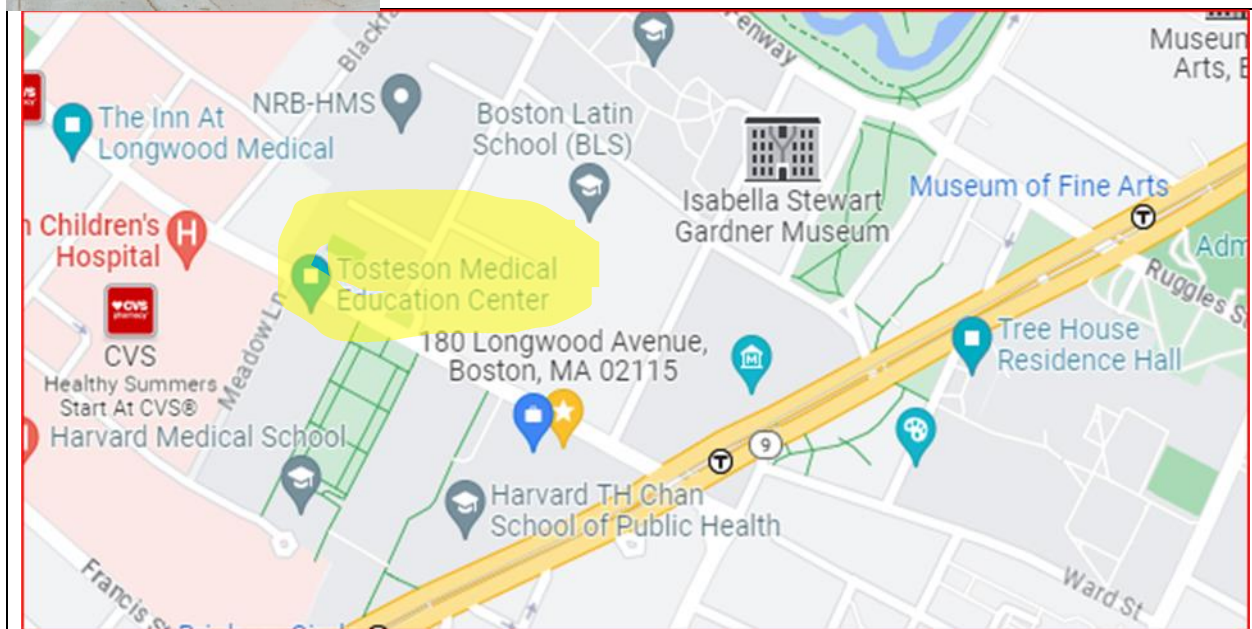 Fenway
Museum
Arts,
NRB-HMS
The Inn At
Longwood Medical
Boston Latin
School (BLS)
Isabella Stewart
Gardner Museum
Museum of Fine Arts
T
Children's
Hospital
H
Tosteson Medical
Education Center
CVS
pharmacy
CVS
Healthy Summers
Start At CVS®
Meadow Ln
180 Longwood Avenue,
Boston, MA 02115
M
Ruggles
Tree House
Residence Hall
Harvard Medical School
9
T
Harvard TH Chan
School of Public Health
Francis
Ward St